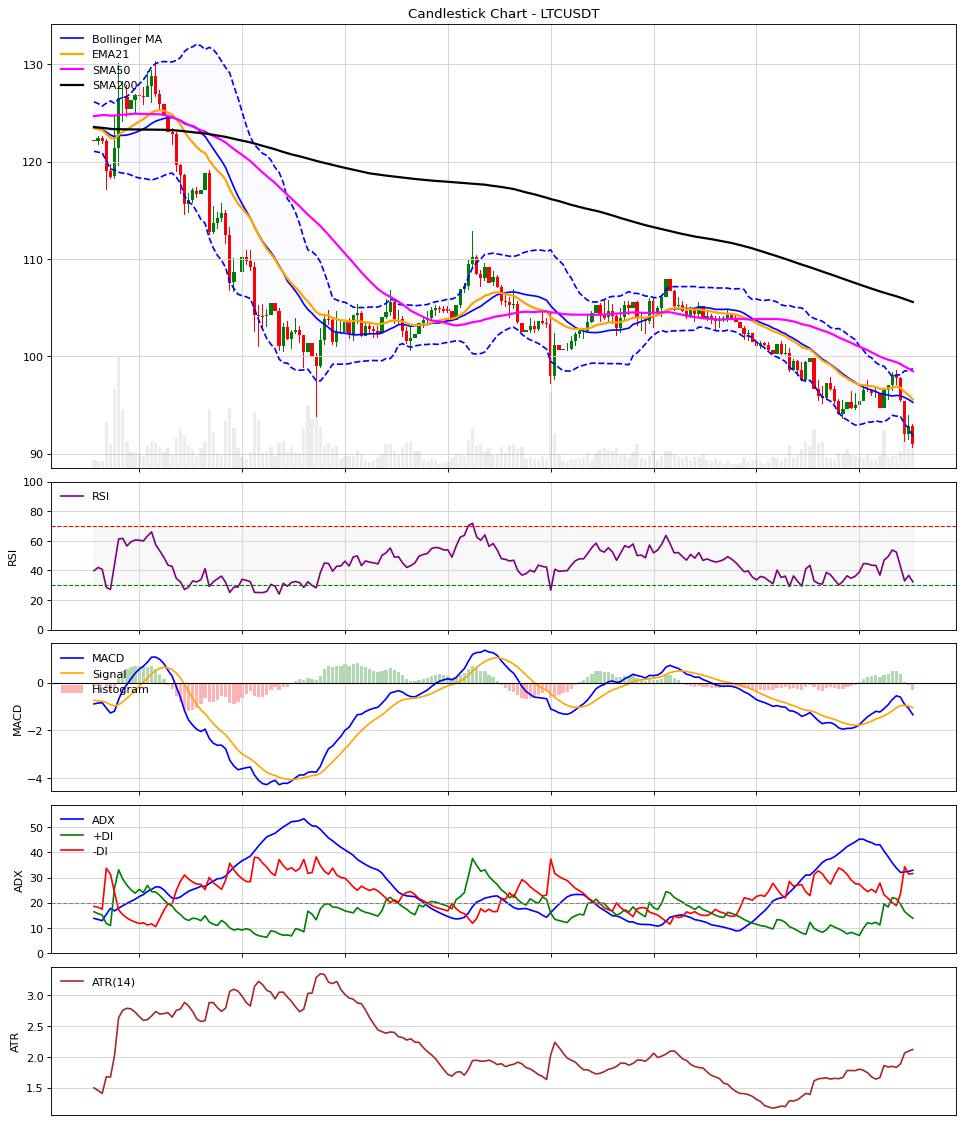 Candlestick Chart - LTCUSDT
Bollinger MA
EMA21
SMA50
SMA200
130
120
110
100
90
RSI
RSI
100
80
60
40
20
0
MACD
Signal
Histogram
MACD
0
−2
−4
ADX
+DI
-DI
ADX
50
40
30
20
10
0
ATR(14)
ATR
3.0
2.5
2.0
1.5